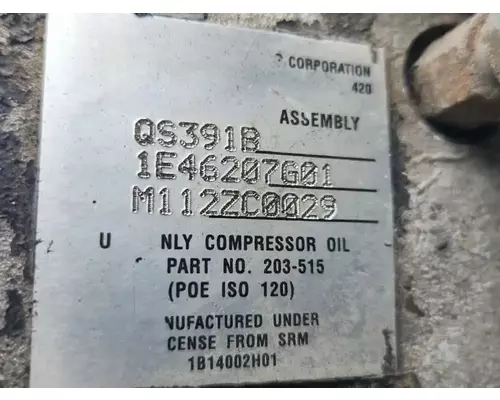 CORPORATION
420
ASSEMBLY
QS391B
1E46207G01
M112ZC0029
U NLY COMPRESSOR OIL
PART NO. 203-515
(POE ISO 120)
NUFACTURED UNDER
CENSE FROM SRM
1B14002H01